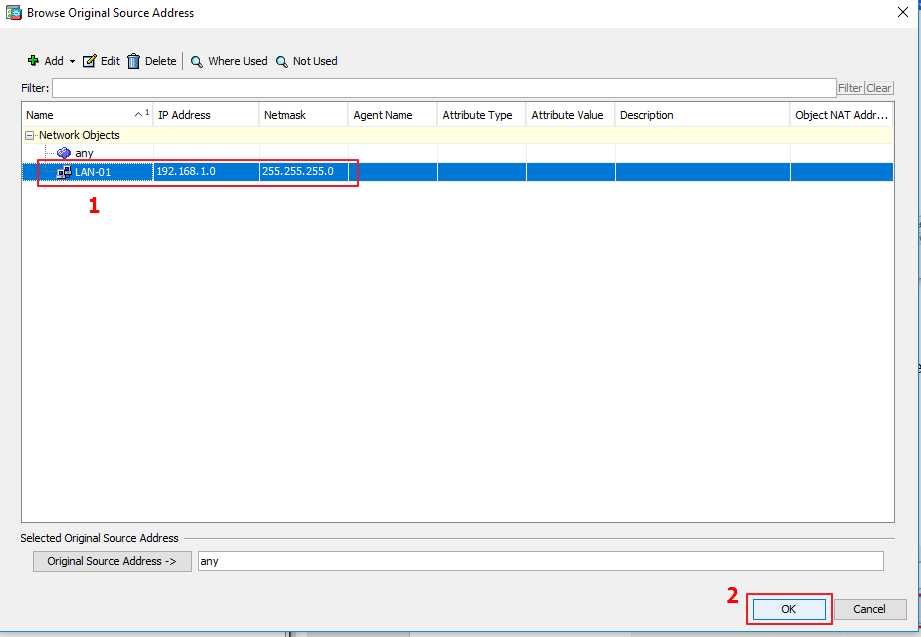 Browse Original Source Address
Add Edit Delete Where Used Not Used
Filter: Filter Clear
Name 1 IP Address Netmask Agent Name Attribute Type Attribute Value Description Object NAT Addr...
Network Objects
any
LAN-01 192.168.1.0 255.255.255.0
1
Selected Original Source Address
Original Source Address -> any
2 OK Cancel